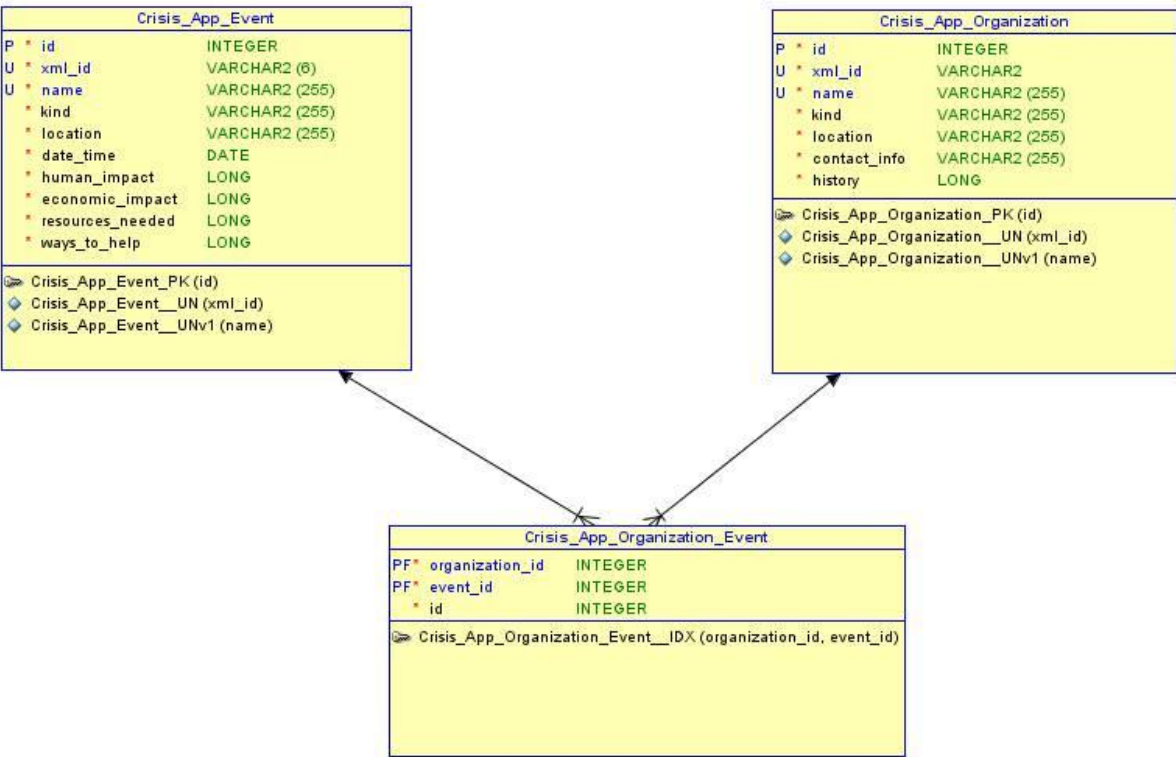 Crisis_App_Event
P * id INTEGER
U * xml_id VARCHAR2 (6)
U * name VARCHAR2 (255)
* kind VARCHAR2 (255)
* location VARCHAR2 (255)
* date_time DATE
* human_impact LONG
* economic_impact LONG
* resources_needed LONG
* ways_to_help LONG
Crisis_App_Event_PK (id)
Crisis_App_Event__UN (xml_id)
Crisis_App_Event__UNv1 (name)
Crisis_App_Organization
P * id INTEGER
U * xml_id VARCHAR2
U * name VARCHAR2 (255)
* kind VARCHAR2 (255)
* location VARCHAR2 (255)
* contact_info VARCHAR2 (255)
* history LONG
Crisis_App_Organization_PK (id)
Crisis_App_Organization__UN (xml_id)
Crisis_App_Organization__UNv1 (name)
Crisis_App_Organization_Event
PF* organization_id INTEGER
PF* event_id INTEGER
* id INTEGER
Crisis_App_Organization_Event__IDX (organization_id, event_id)